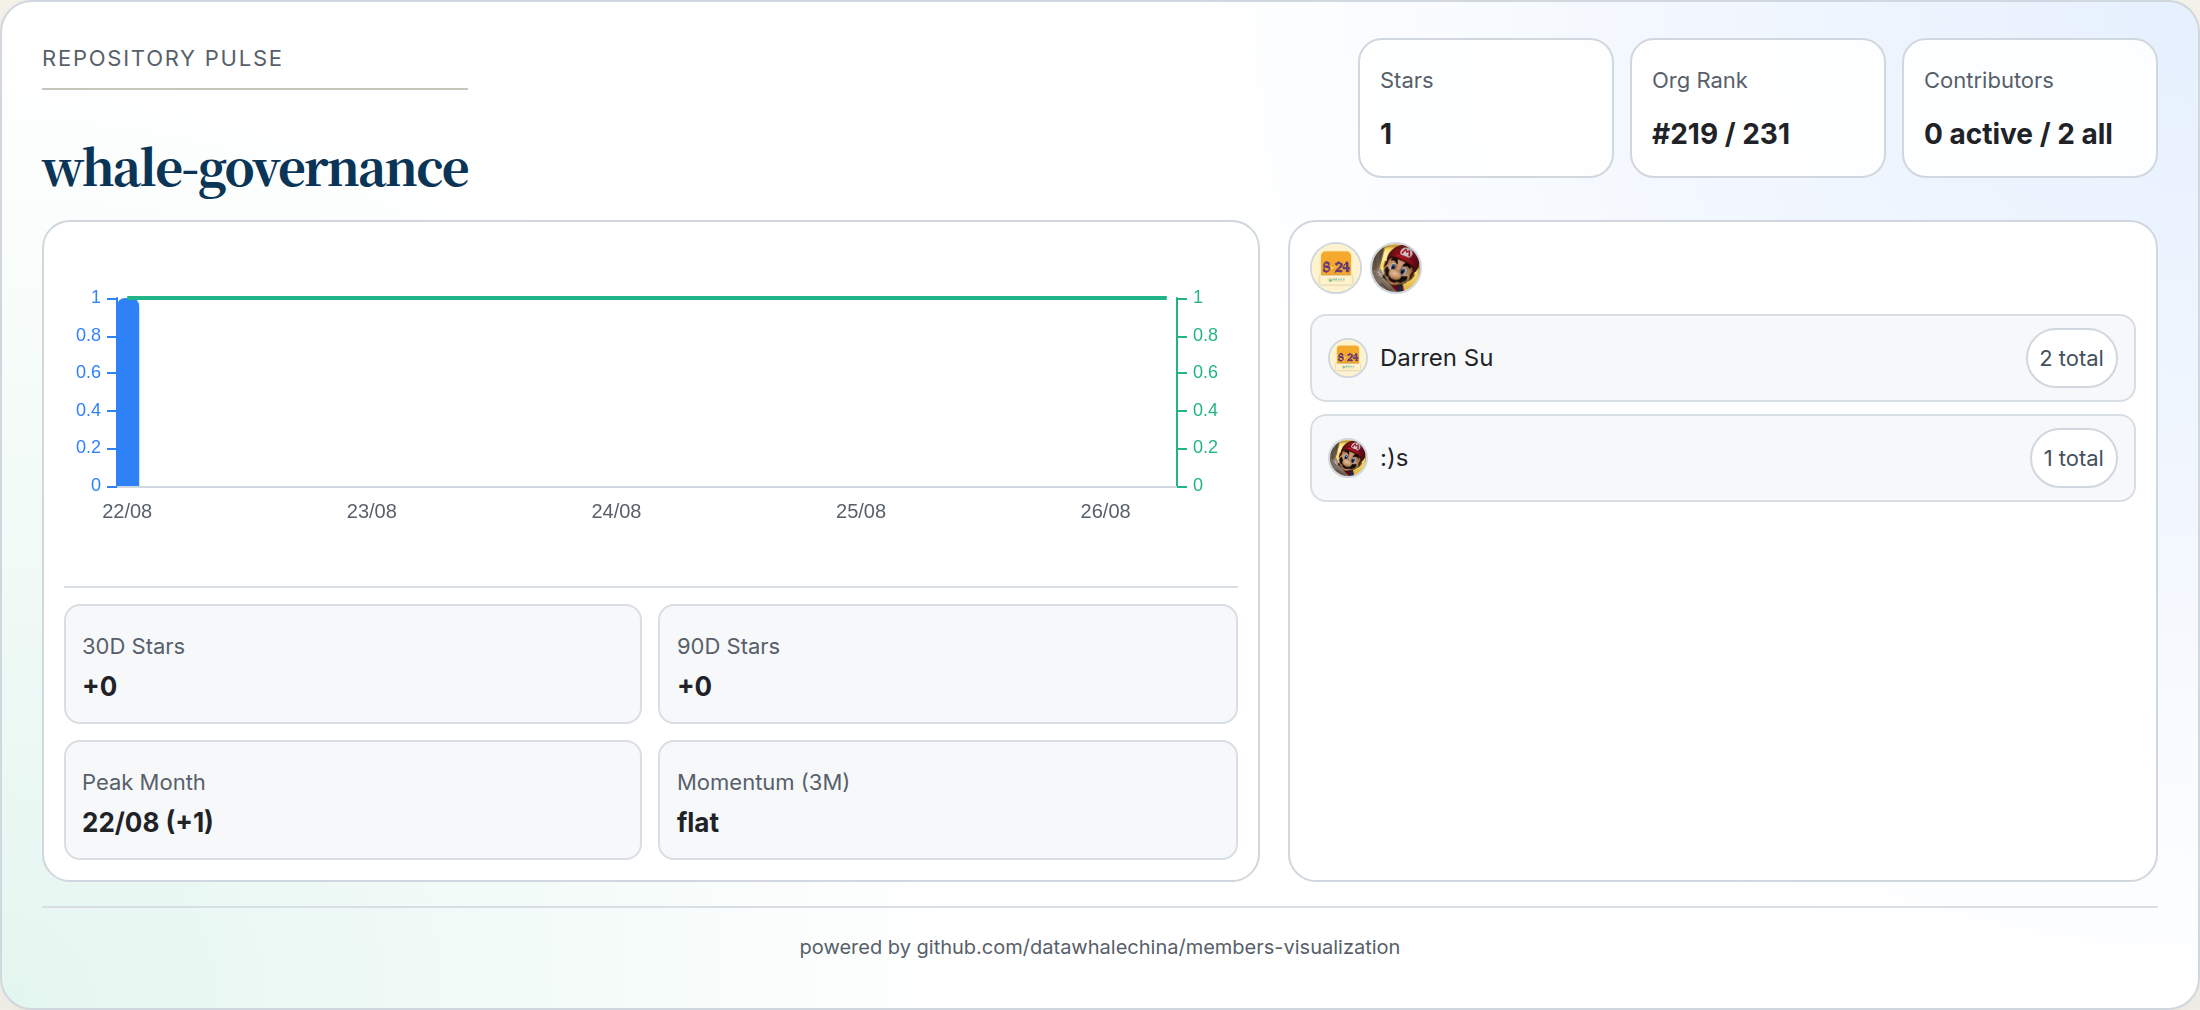 REPOSITORY PULSE
whale-governance
Stars
1
Org Rank
#219 / 231
Contributors
0 active / 2 all
1
0.8
0.6
0.4
0.2
0
1
0.8
0.6
0.4
0.2
0
22/08
23/08
24/08
25/08
26/08
30D Stars
+0
90D Stars
+0
Peak Month
22/08 (+1)
Momentum (3M)
flat
8 24
Darren Su
2 total
:)s
1 total
powered by github.com/datawhalechina/members-visualization